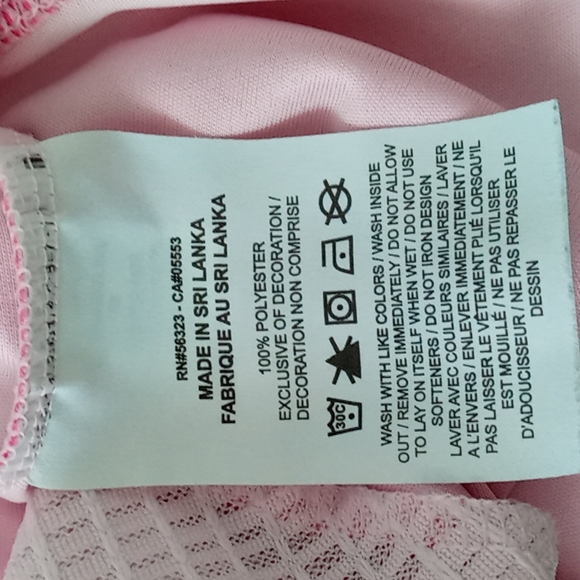 RN#56323 - CA#05553
MADE IN SRI LANKA
FABRIQUE AU SRI LANKA
100% POLYESTER
EXCLUSIVE OF DECORATION /
DECORATION NON COMPRISE
30C
WASH WITH LIKE COLORS / WASH INSIDE
OUT / REMOVE IMMEDIATELY / DO NOT ALLOW
TO LAY ON ITSELF WHEN WET / DO NOT USE
SOFTENERS / DO NOT IRON DESIGN
LAVER AVEC COULEURS SIMILAIRES / LAVER
A L'ENVERS / ENLEVER IMMEDIATEMENT / NE
PAS LAISSER LE VÊTEMENT PLIÉ LORSQU'IL
EST MOUILLÉ / NE PAS UTILISER
D'ADOUCISSEUR / NE PAS REPASSER LE
DESSIN